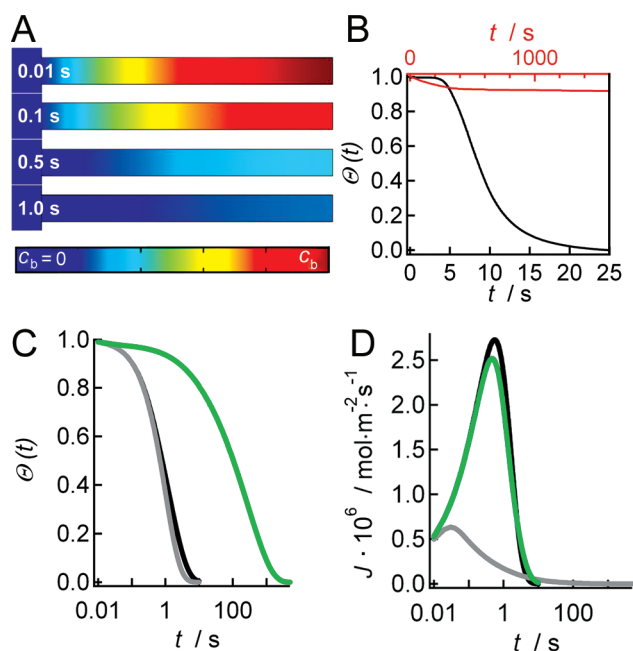 A
0.01 s
0.1 s
0.5 s
1.0 s
C_b = 0
C_b
B
t / s
0 1000
1.0
0.8
0.6
0.4
0.2
0.0
Θ(t)
0 5 10 15 20 25
t / s
C
1.0
0.8
0.6
0.4
0.2
0.0
Θ(t)
0.01 1 100
t / s
D
2.5
2.0
1.5
1.0
0.5
0.0
J · 10⁶ / mol·m⁻²·s⁻¹
0.01 1 100
t / s